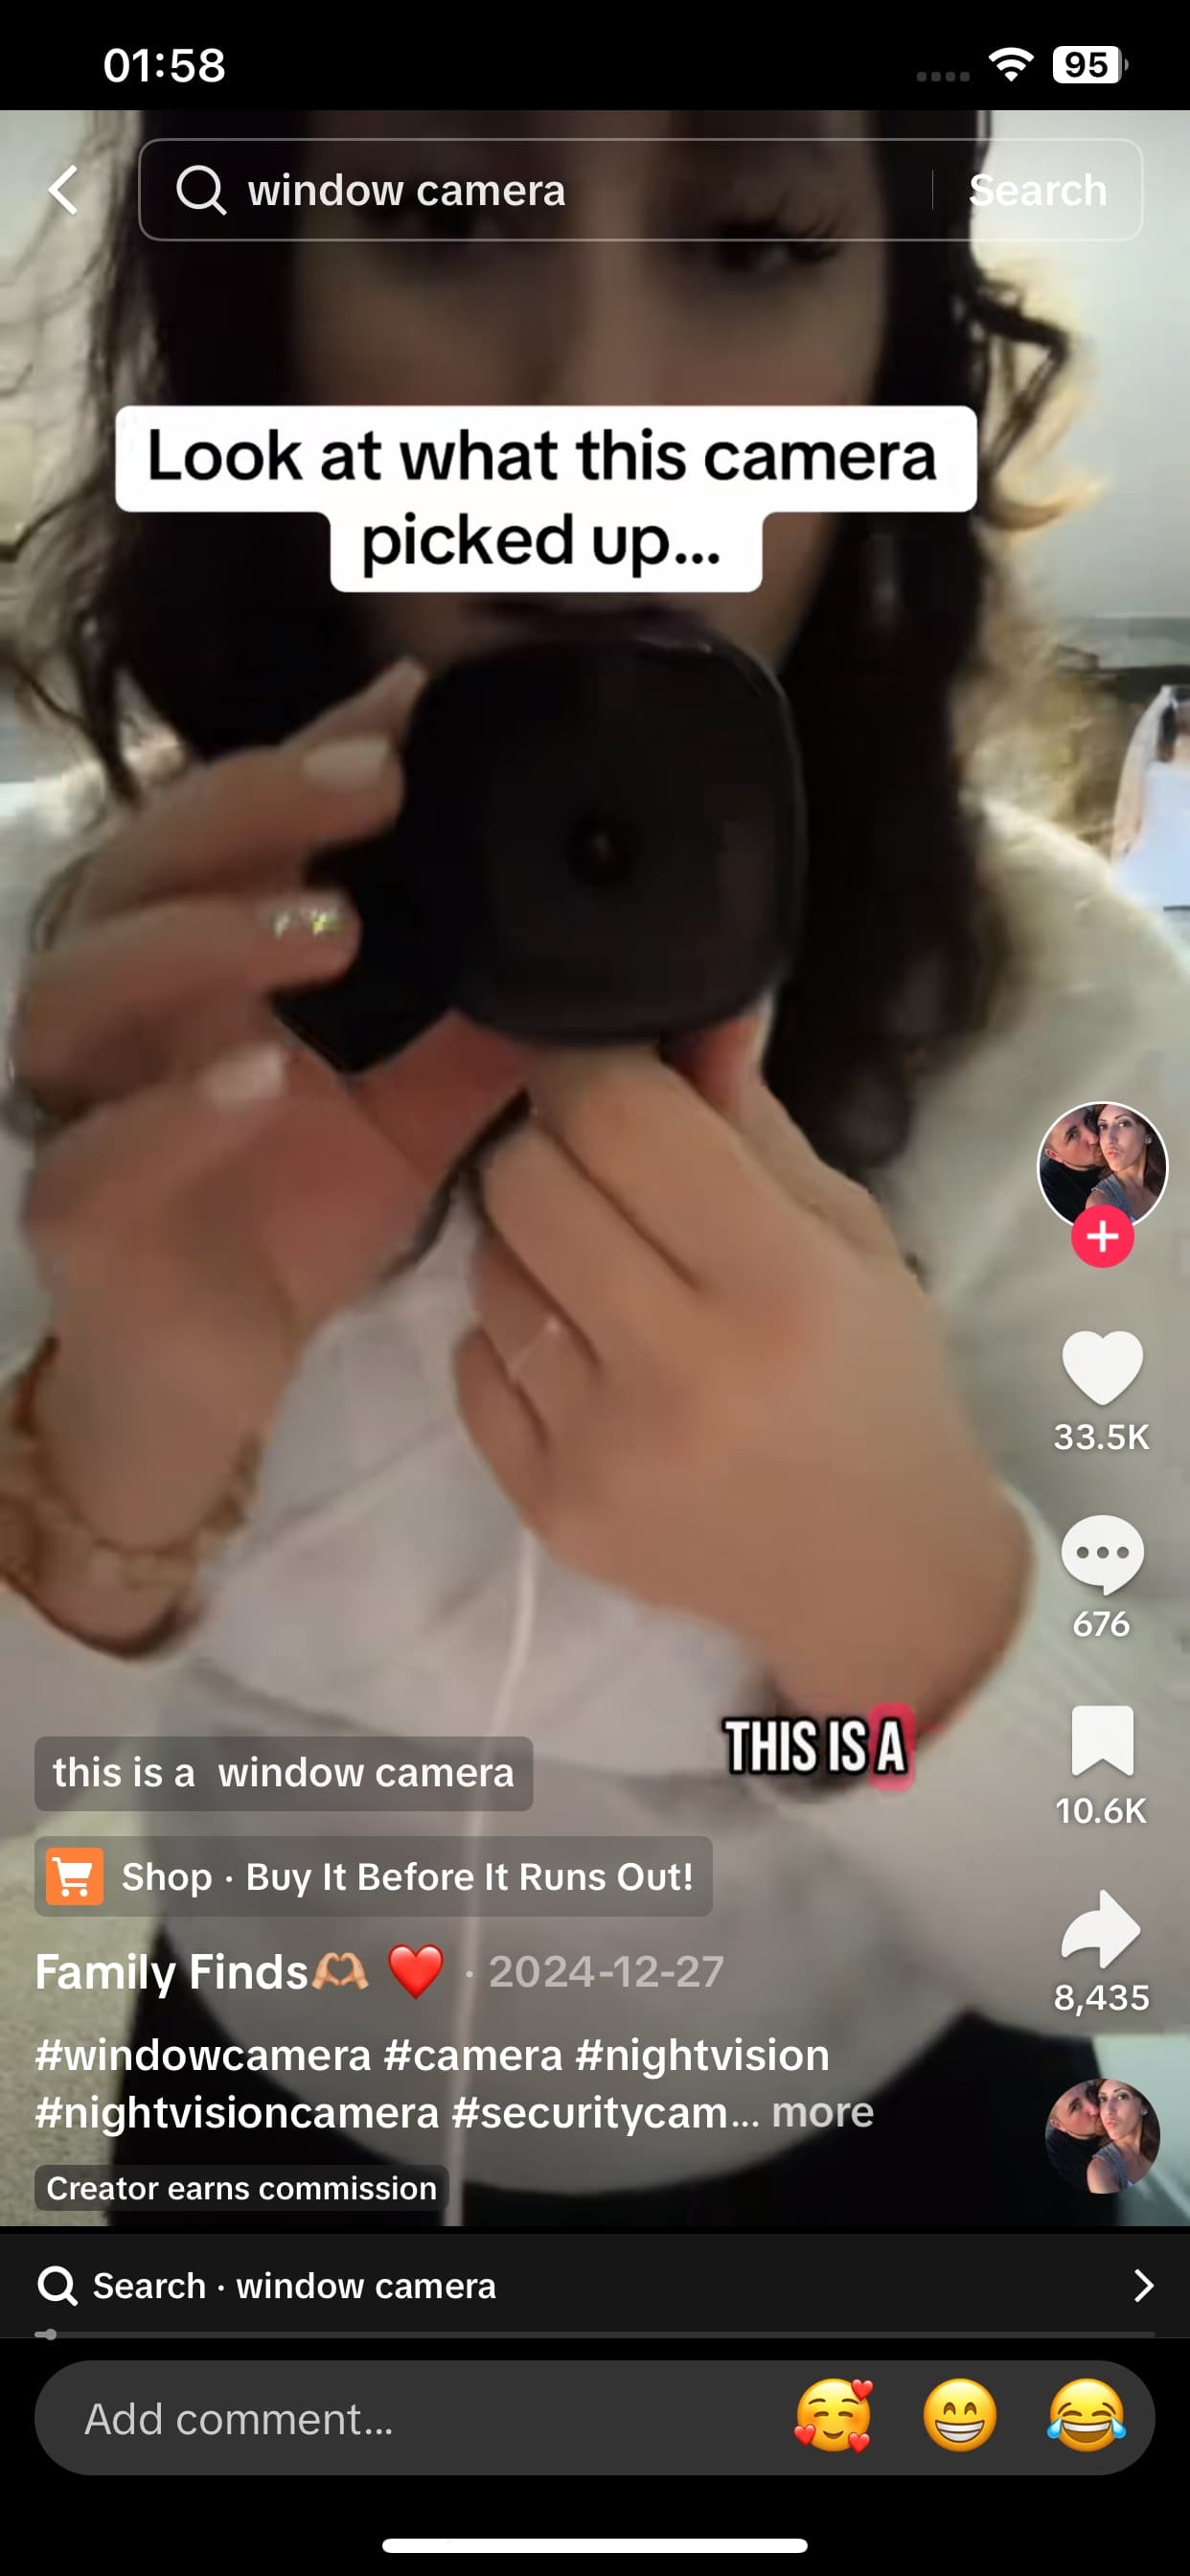 01:58
95
window camera
Search
Look at what this camera
picked up...
33.5K
676
THIS IS A
this is a  window camera
10.6K
Shop · Buy It Before It Runs Out!
Family Finds🫶🏼 ❤️ · 2024-12-27
8,435
#windowcamera #camera #nightvision
#nightvisioncamera #securitycam... more
Creator earns commission
Search · window camera
Add comment...